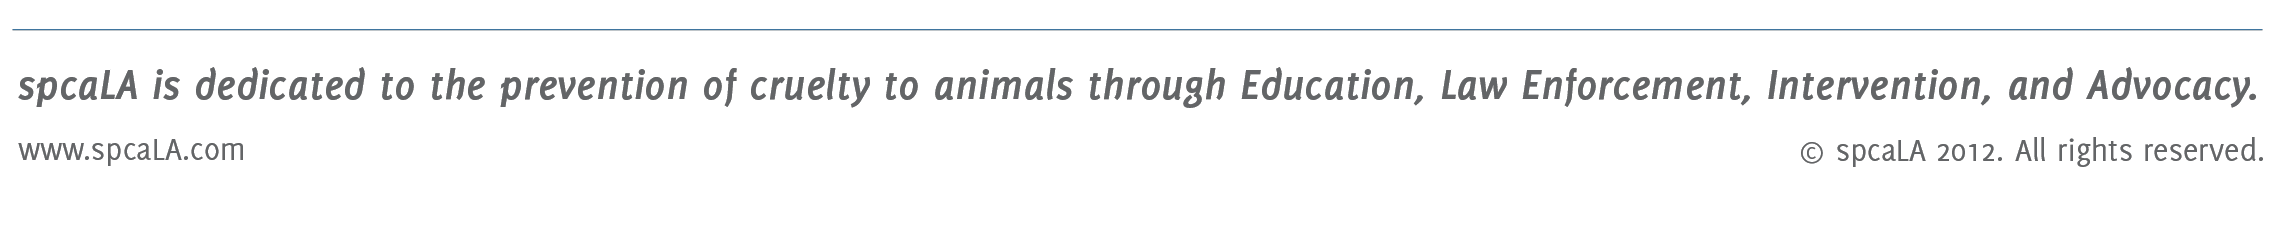 spcaLA is dedicated to the prevention of cruelty to animals through Education, Law Enforcement, Intervention, and Advocacy.
www.spcaLA.com © spcaLA 2012. All rights reserved.